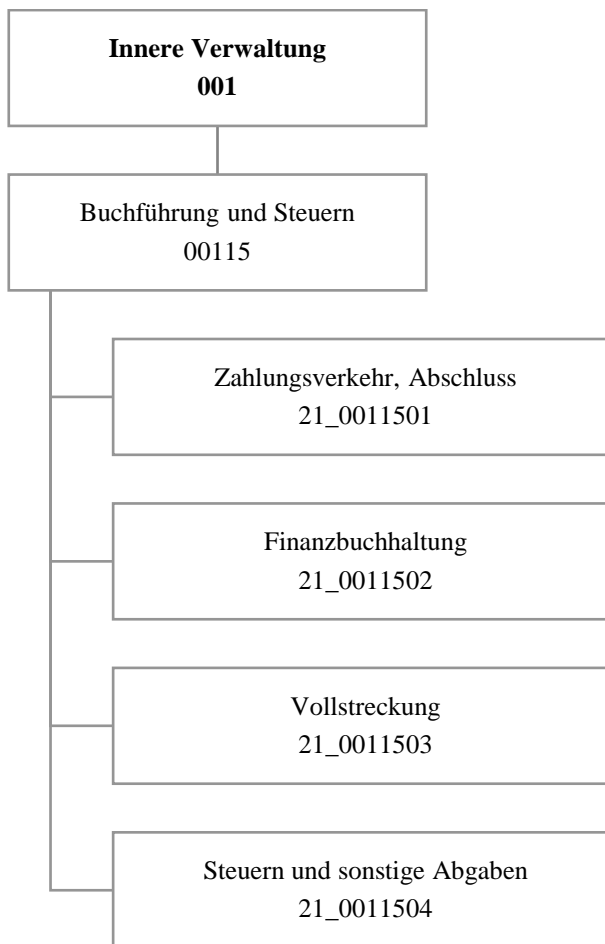 Innere Verwaltung
001
Buchführung und Steuern
00115
Zahlungsverkehr, Abschluss
21_0011501
Finanzbuchhaltung
21_0011502
Vollstreckung
21_0011503
Steuern und sonstige Abgaben
21_0011504